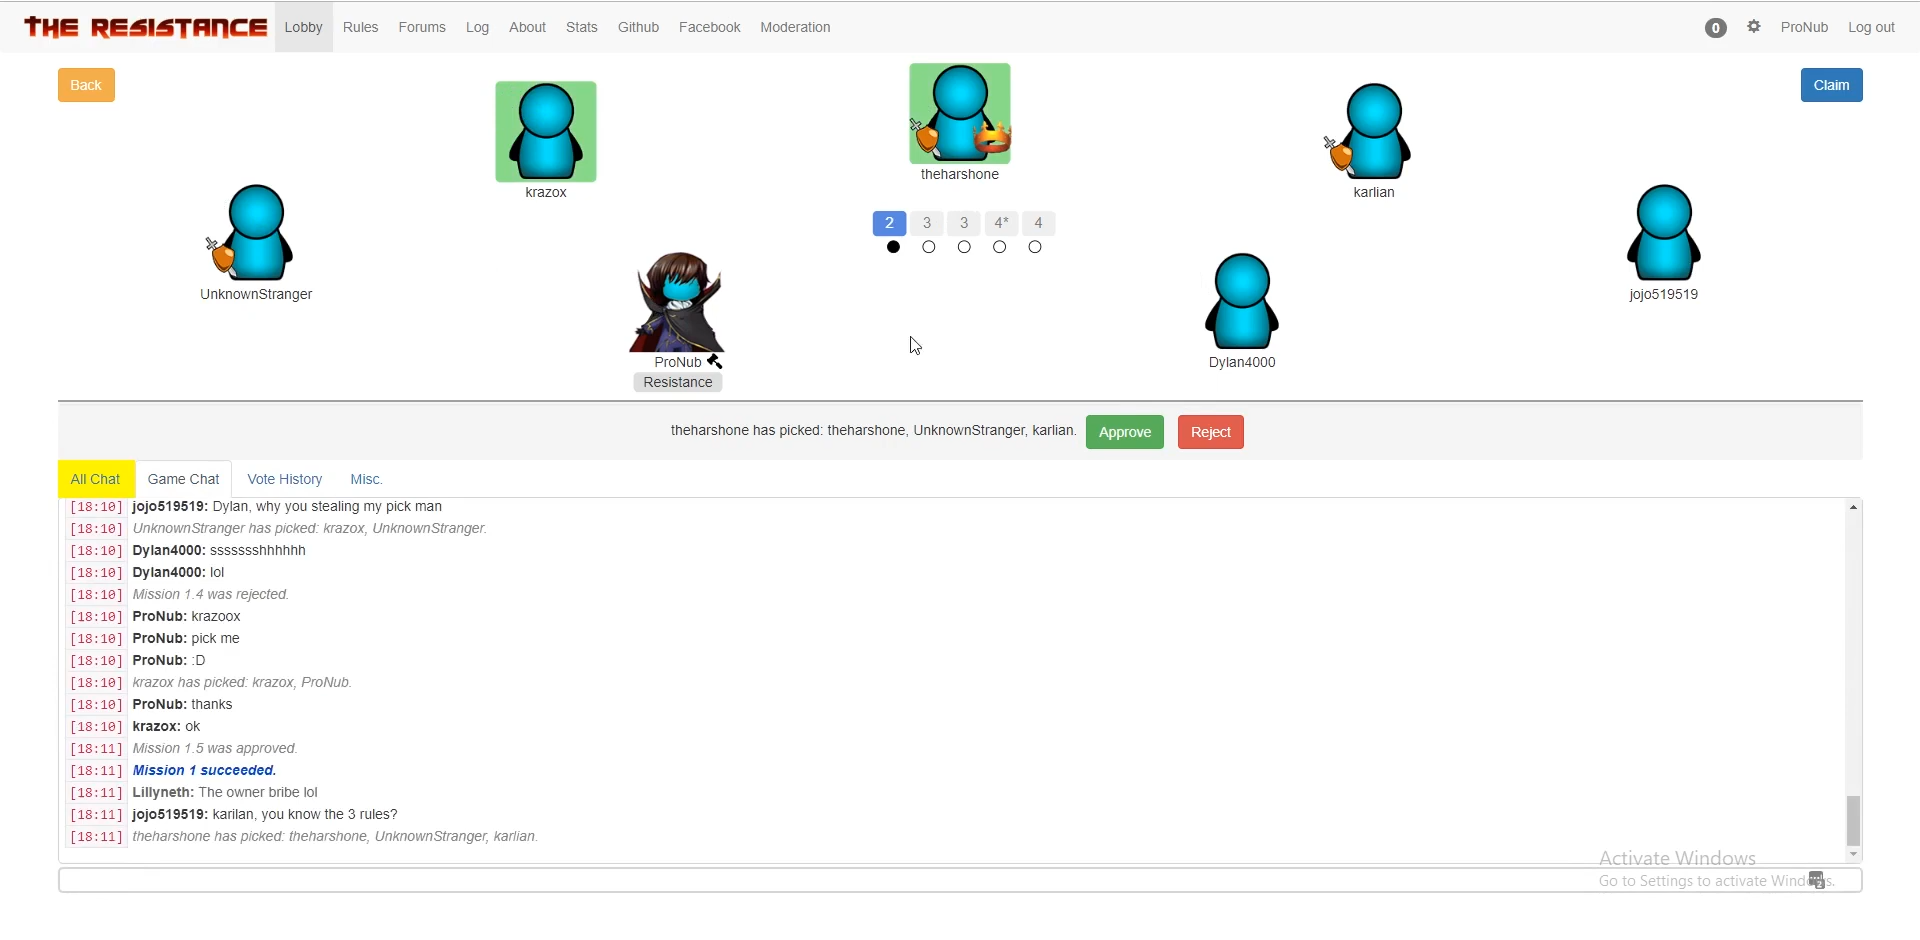 THE RESISTANCE Lobby Rules Forums Log About Stats Github Facebook Moderation 0 ProNub Log out
Back
Claim
krazox
theharshone
karlian
UnknownStranger
jojo519519
2 3 3 4* 4
ProNub
Resistance
Dylan4000
theharshone has picked: theharshone, UnknownStranger, karlian. Approve Reject
All Chat Game Chat Vote History Misc.
[18:10] jojo519519: Dylan, why you stealing my pick man
[18:10] UnknownStranger has picked: krazox, UnknownStranger.
[18:10] Dylan4000: ssssssshhhhhh
[18:10] Dylan4000: lol
[18:10] Mission 1.4 was rejected.
[18:10] ProNub: krazoox
[18:10] ProNub: pick me
[18:10] ProNub: :D
[18:10] krazox has picked: krazox, ProNub.
[18:10] ProNub: thanks
[18:10] krazox: ok
[18:11] Mission 1.5 was approved.
[18:11] Mission 1 succeeded.
[18:11] Lillyneth: The owner bribe lol
[18:11] jojo519519: karilan, you know the 3 rules?
[18:11] theharshone has picked: theharshone, UnknownStranger, karlian.
Activate Windows
Go to Settings to activate Windows.